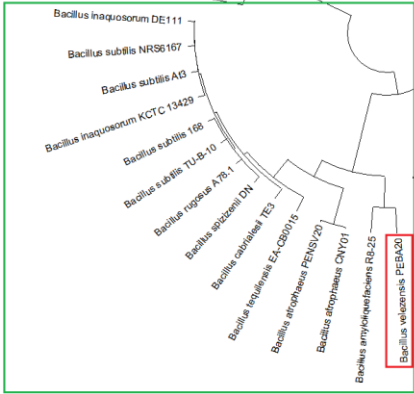 Bacillus inaquosorum DE111
Bacillus subtilis NRS6167
Bacillus subtilis At3
Bacillus inaquosorum KCTC 13429
Bacillus subtilis 168
Bacillus subtilis TU-B-10
Bacillus rugosus A78.1
Bacillus spizizenii DN
Bacillus cabrialesii TE3
Bacillus tequilensis EA-CB0015
Bacillus atrophaeus PENSV20
Bacillus atrophaeus CNY01
Bacillus amyloliquefaciens R8-25
Bacillus velezensis PEBA20